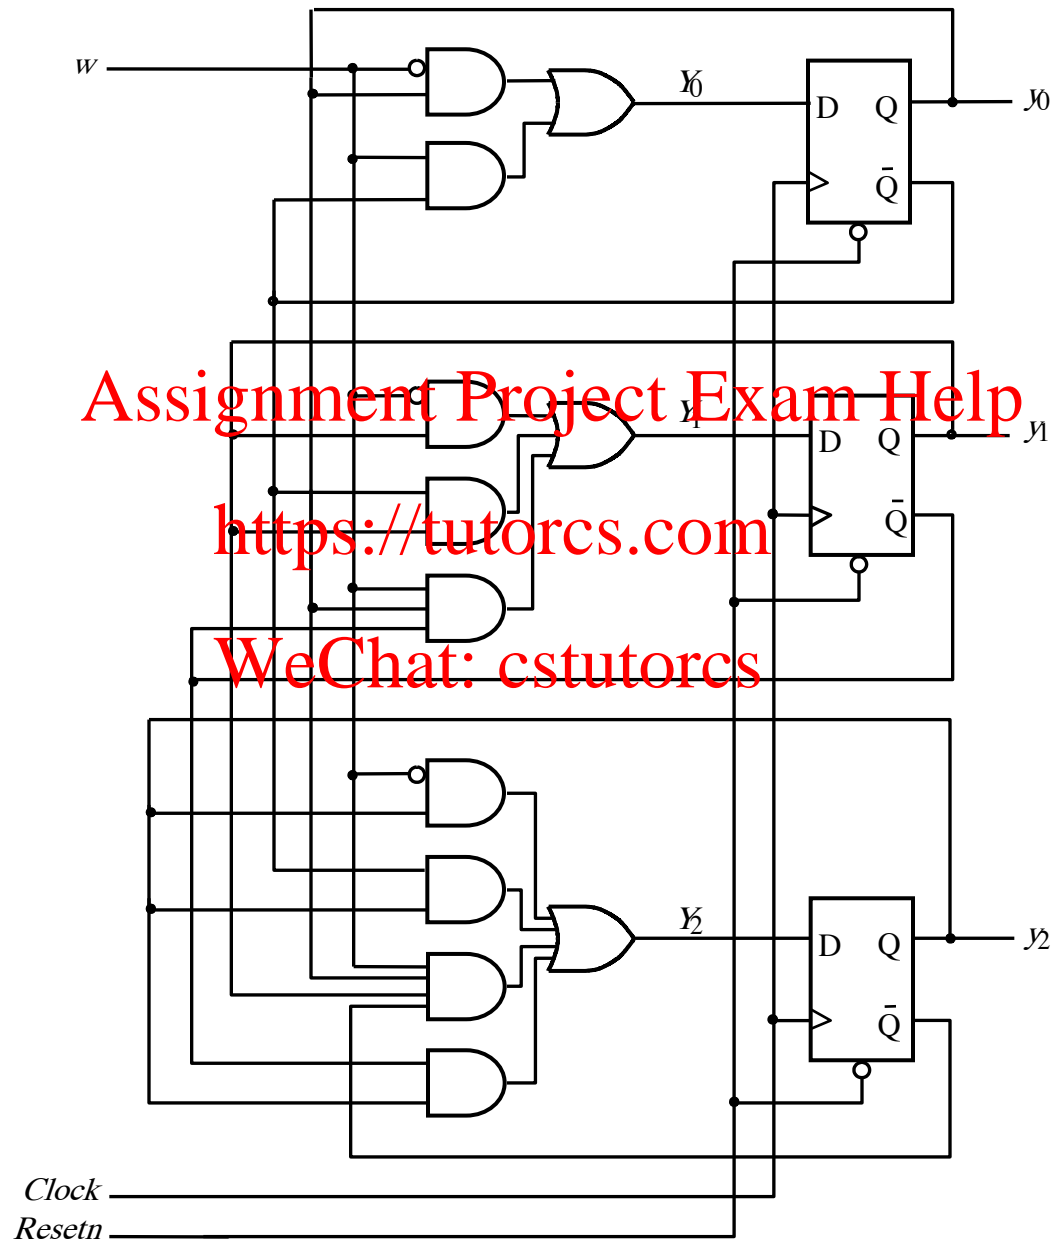 w
Y0
D Q
y0
Q̄
Assignment Project Exam Help
Y1
D Q
y1
https://tutorcs.com
Q̄
WeChat: cstutorcs
Y2
D Q
y2
Q̄
Clock
Resetn